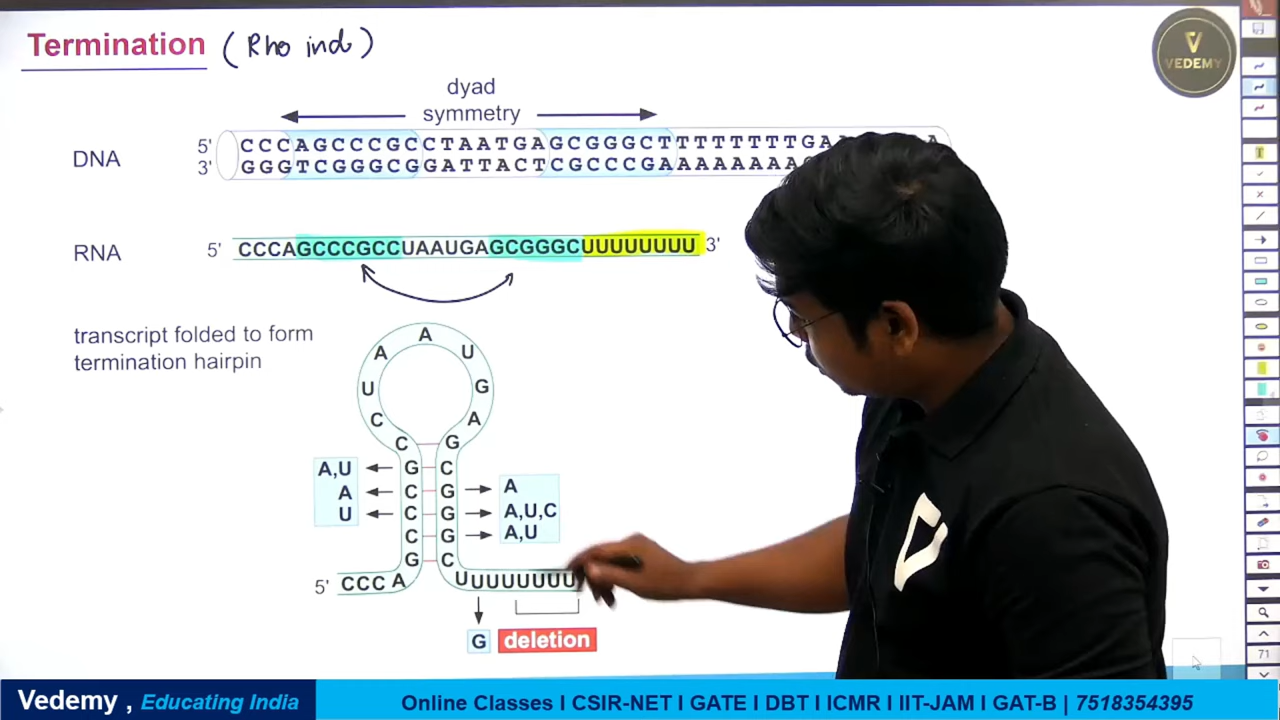 Termination (Rho ind)
VEDEMY
dyad
symmetry
DNA
5' CCCAGCCCGCCTAATGAGCGGGCTTTTTTTTGA A
3' GGGTCGGGCGGATTACTCGCCCGAAAAAAAA
RNA
5' CCCAGCCCGCCUAAUGAGCGGGCUUUUUUUU 3'
transcript folded to form
termination hairpin
A
A U
U G
C A
C G
A,U G C
A C G A
U C G A,U,C
C G A,U
G C
5' CCCA UUUUUUUU
G deletion
71
Vedemy , Educating India
Online Classes I CSIR-NET I GATE I DBT I ICMR I IIT-JAM I GAT-B | 7518354395